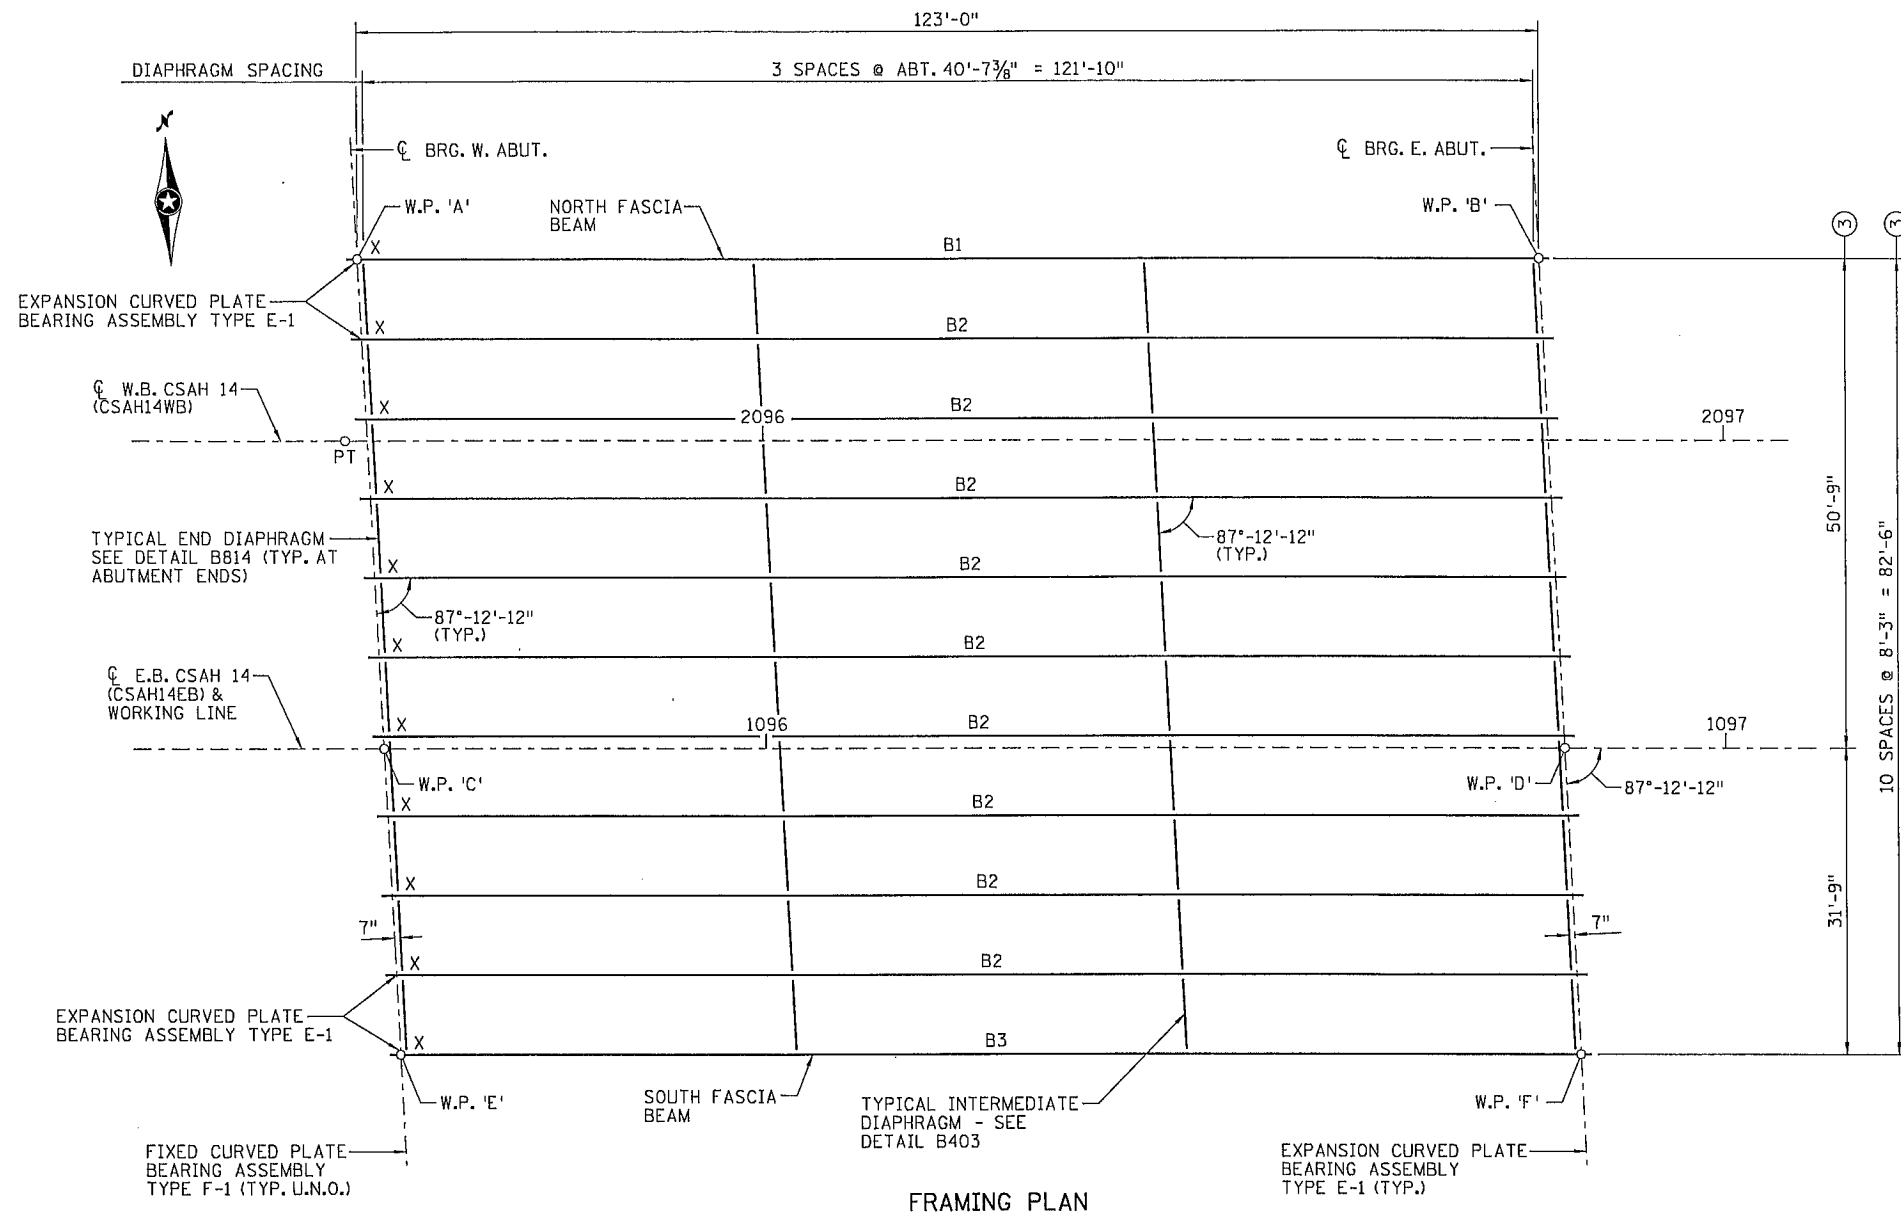 123'-0"
DIAPHRAGM SPACING
3 SPACES @ ABT. 40'-7⅜" = 121'-10"
N
℄ BRG. W. ABUT.
℄ BRG. E. ABUT.
W.P. 'A'
NORTH FASCIA
BEAM
W.P. 'B'
3
3
X
B1
EXPANSION CURVED PLATE
BEARING ASSEMBLY TYPE E-1
X
B2
℄ W.B. CSAH 14
(CSAH14WB)
X
B2
2096
2097
PT
X
B2
50'-9"
TYPICAL END DIAPHRAGM
SEE DETAIL B814 (TYP. AT
ABUTMENT ENDS)
87°-12'-12"
(TYP.)
X
B2
87°-12'-12"
(TYP.)
10 SPACES @ 8'-3" = 82'-6"
X
B2
℄ E.B. CSAH 14
(CSAH14EB) &
WORKING LINE
X
1096
B2
1097
W.P. 'C'
W.P. 'D'
87°-12'-12"
X
B2
X
B2
31'-9"
7"
7"
X
B2
EXPANSION CURVED PLATE
BEARING ASSEMBLY TYPE E-1
X
B3
W.P. 'E'
SOUTH FASCIA
BEAM
TYPICAL INTERMEDIATE
DIAPHRAGM - SEE
DETAIL B403
W.P. 'F'
FIXED CURVED PLATE
BEARING ASSEMBLY
TYPE F-1 (TYP. U.N.O.)
EXPANSION CURVED PLATE
BEARING ASSEMBLY
TYPE E-1 (TYP.)
FRAMING PLAN